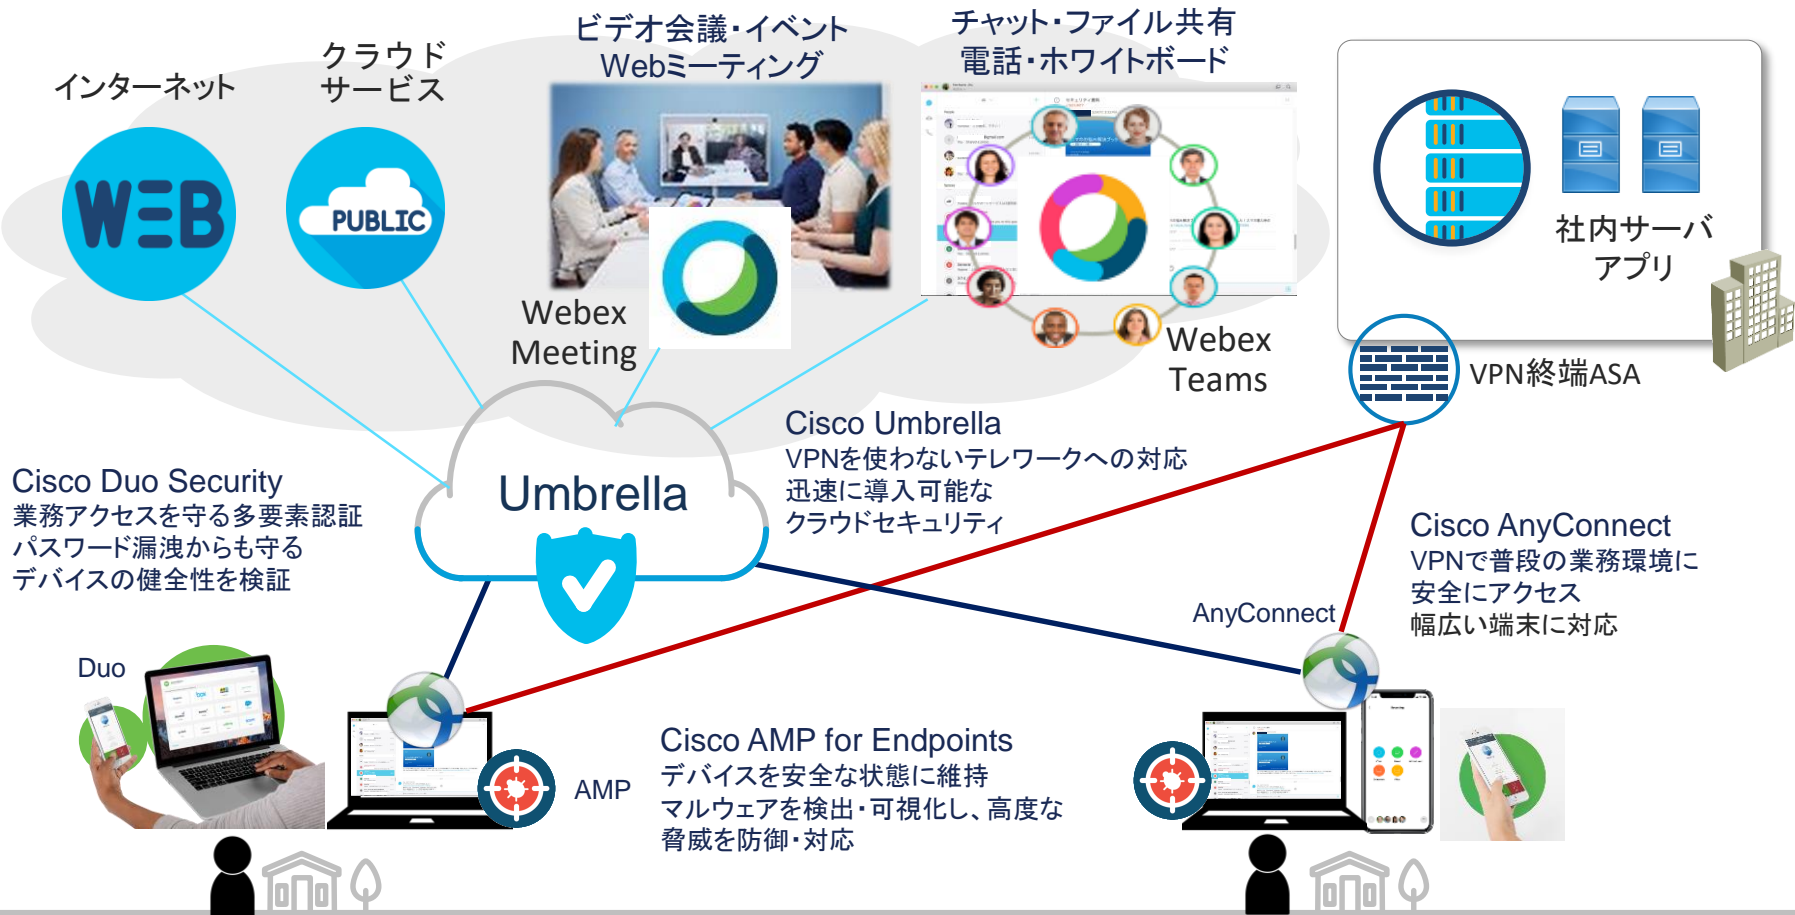 インターネット
クラウド
サービス
ビデオ会議・イベント
Webミーティング
チャット・ファイル共有
電話・ホワイトボード
WEB
PUBLIC
Webex
Meeting
Webex
Teams
社内サーバ
アプリ
VPN終端ASA
Cisco Umbrella
VPNを使わないテレワークへの対応
迅速に導入可能な
クラウドセキュリティ
Umbrella
Cisco Duo Security
業務アクセスを守る多要素認証
パスワード漏洩からも守る
デバイスの健全性を検証
Cisco AnyConnect
VPNで普段の業務環境に
安全にアクセス
幅広い端末に対応
AnyConnect
Duo
AMP
Cisco AMP for Endpoints
デバイスを安全な状態に維持
マルウェアを検出・可視化し、高度な
脅威を防御・対応